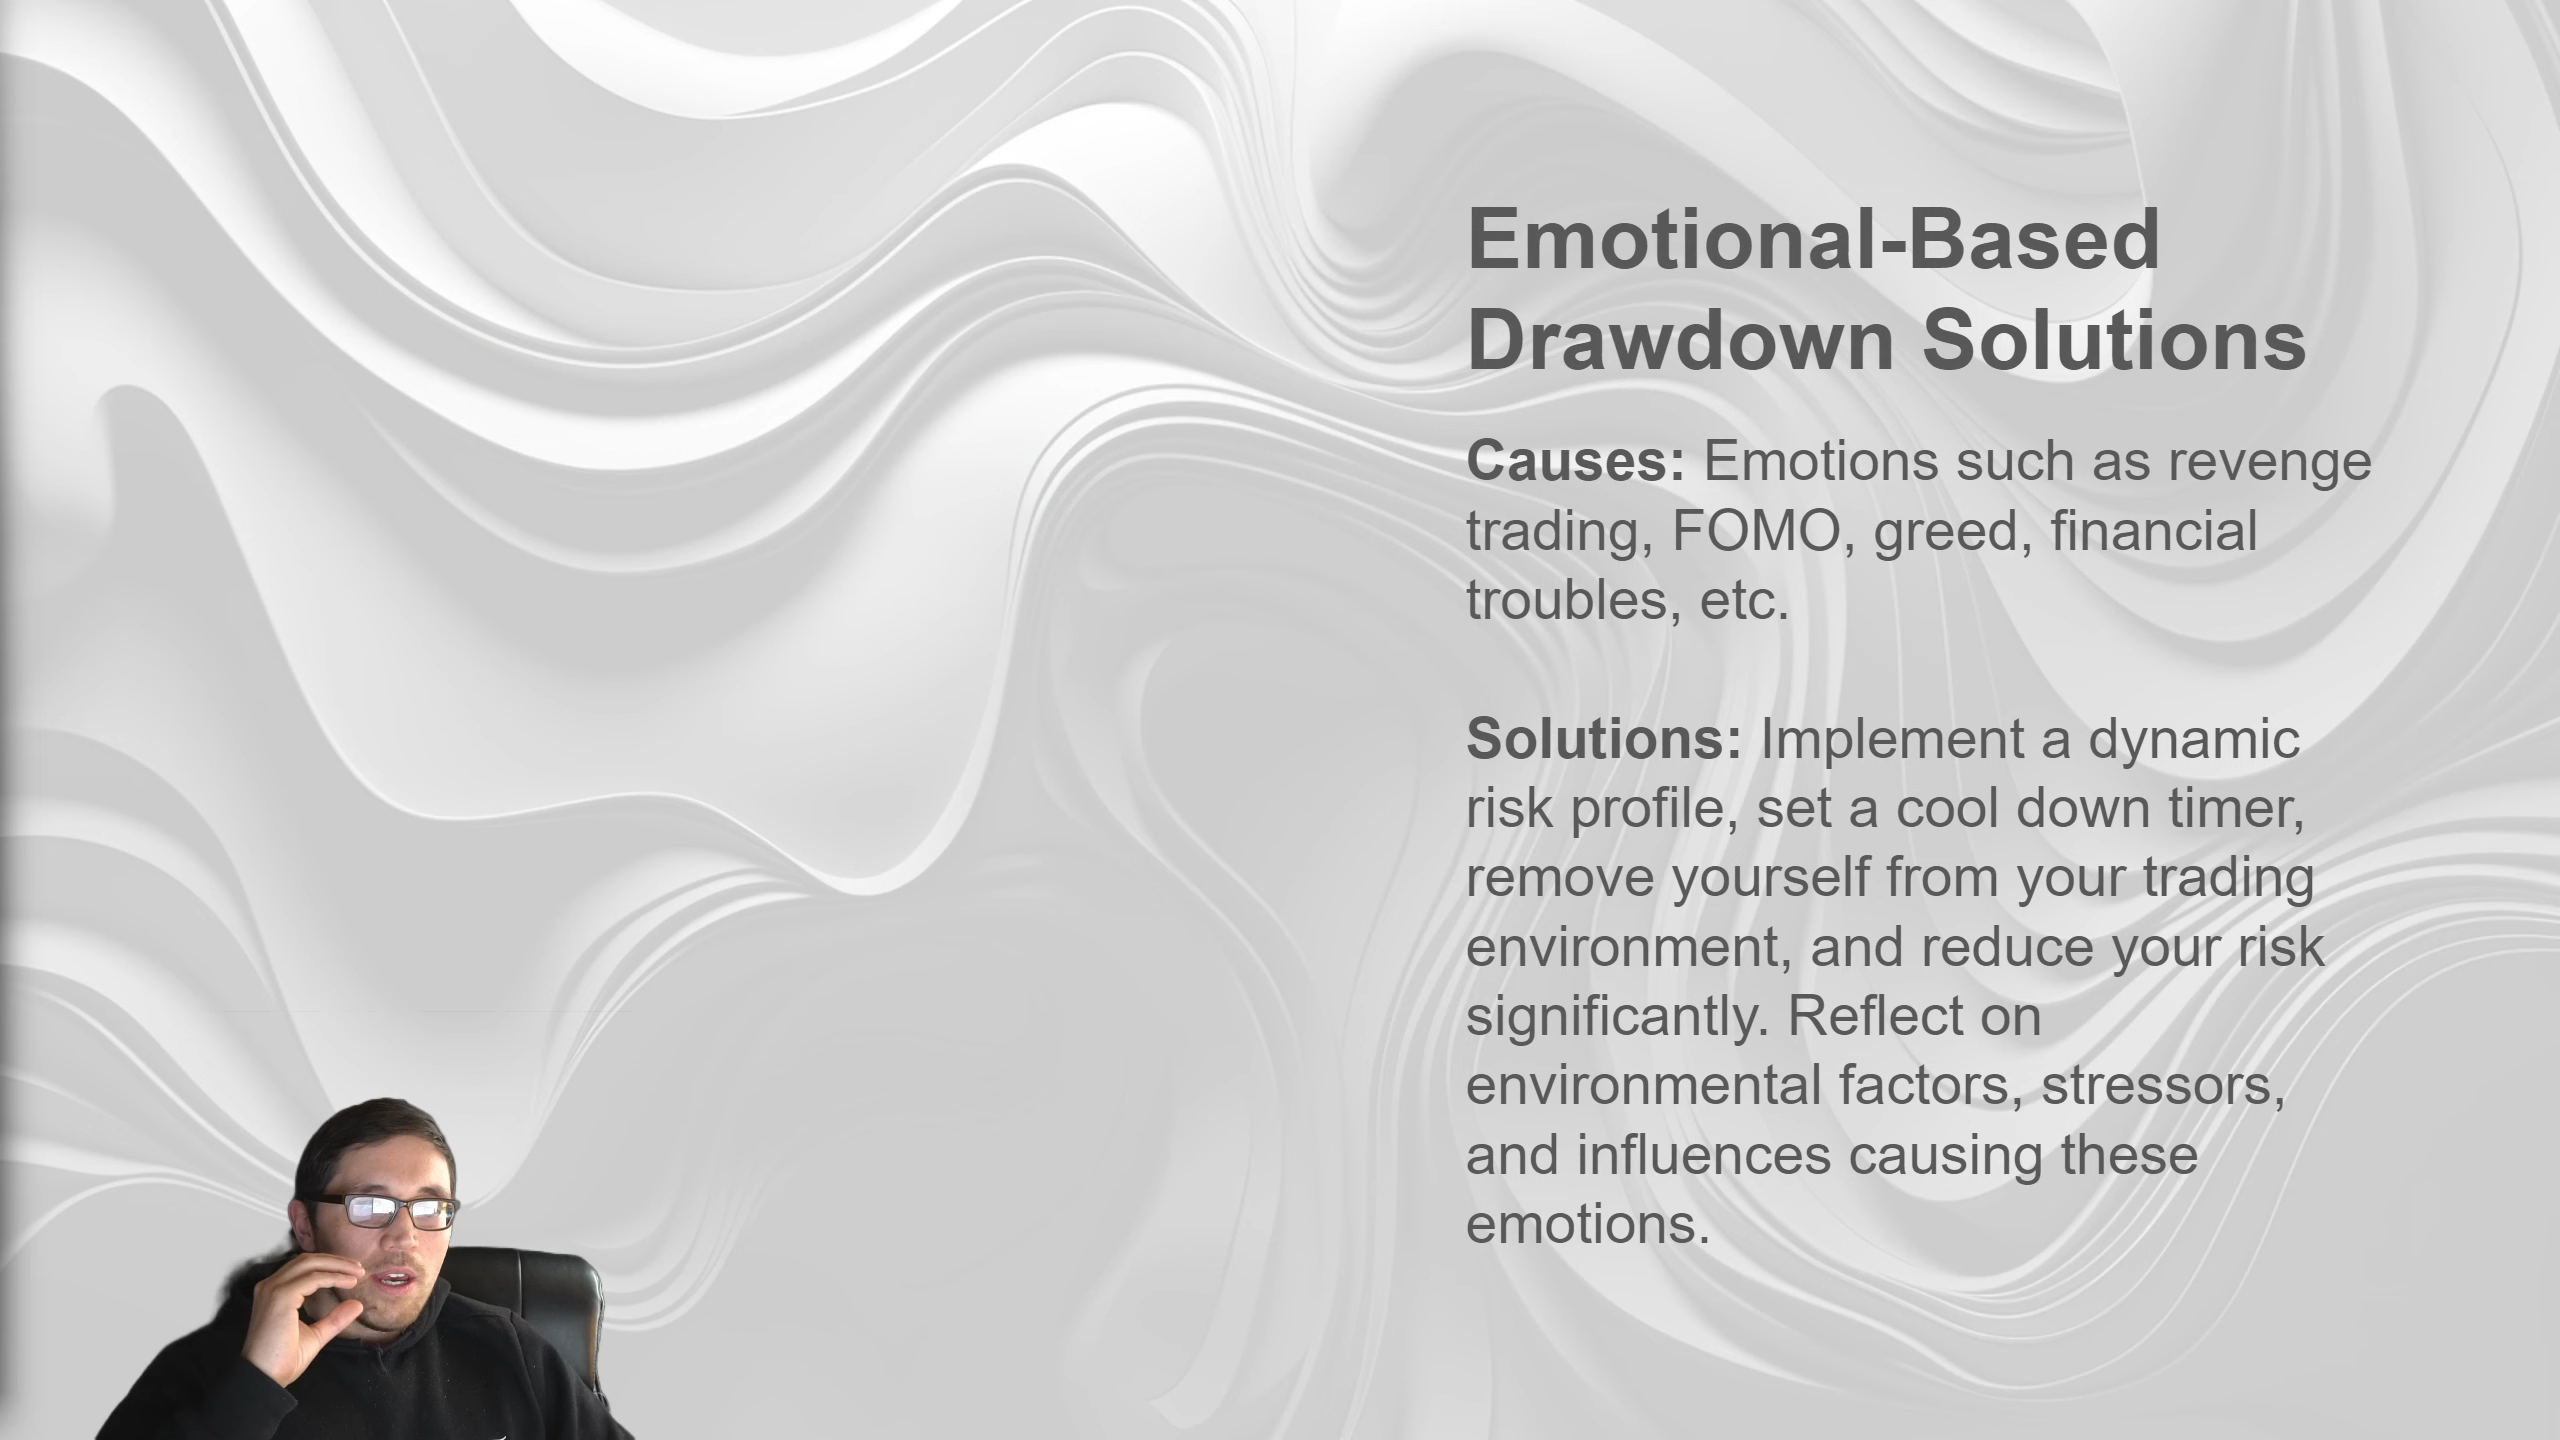 Emotional-Based
Drawdown Solutions
Causes: Emotions such as revenge
trading, FOMO, greed, financial
troubles, etc.
Solutions: Implement a dynamic
risk profile, set a cool down timer,
remove yourself from your trading
environment, and reduce your risk
significantly. Reflect on
environmental factors, stressors,
and influences causing these
emotions.